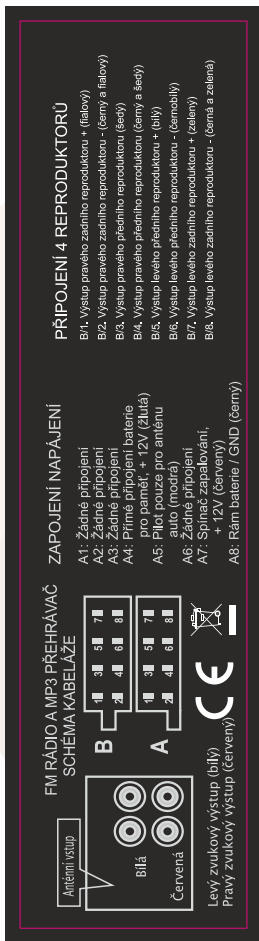 FM RÁDIO A MP3 PŘEHRÁVAČ
SCHÉMA KABELÁŽE
Anténní vstup
Bílá
Červená
B
1 3 5 7
2 4 6 8
A
1 3 5 7
2 4 6 8
Levý zvukový výstup (bílý)
Pravý zvukový výstup (červený)
CE
ZAPOJENÍ NAPÁJENÍ
A1: Žádné připojení
A2: Žádné připojení
A3: Žádné připojení
A4: Přímé připojení baterie
pro paměť, + 12V (žlutá)
A5: Pilot pouze pro anténu
auto (modrá)
A6: Žádné připojení
A7: Spínač zapalování,
+ 12V (červený)
A8: Rám baterie / GND (černý)
PŘIPOJENÍ 4 REPRODUKTORŮ
B/1. Výstup pravého zadního reproduktoru + (fialový)
B/2. Výstup pravého zadního reproduktoru - (černý a fialový)
B/3. Výstup pravého předního reproduktoru (šedý)
B/4. Výstup pravého předního reproduktoru (černý a šedý)
B/5. Výstup levého předního reproduktoru + (bílý)
B/6. Výstup levého předního reproduktoru - (černobílý)
B/7. Výstup levého zadního reproduktoru + (zelený)
B/8. Výstup levého zadního reproduktoru - (černá a zelená)